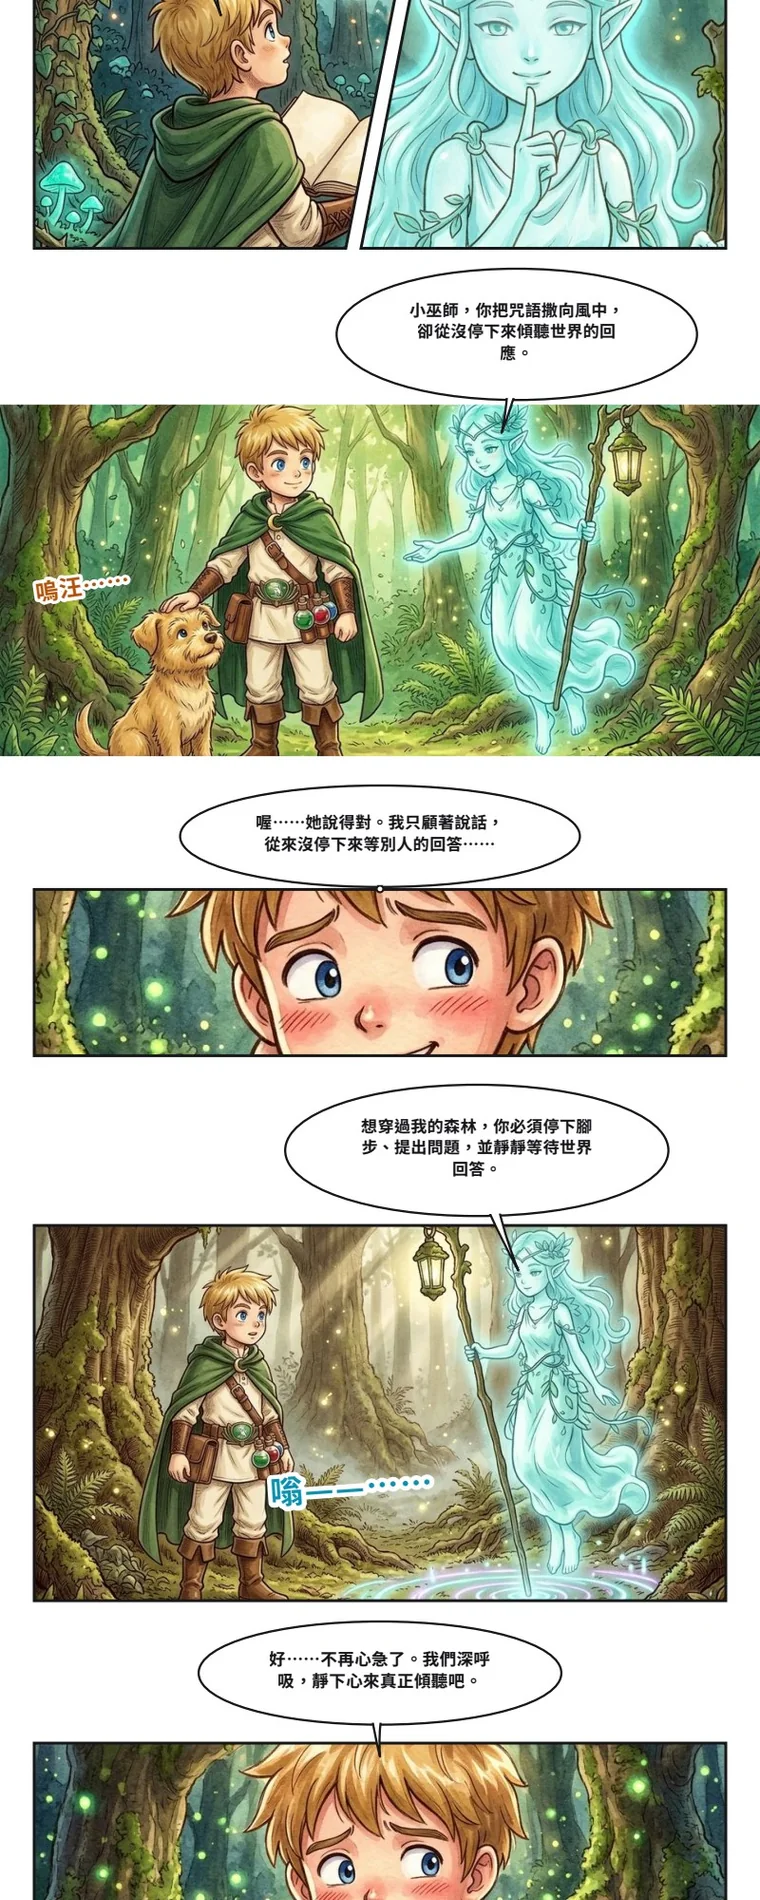 小巫師，你把咒語撒向風中，
卻從沒停下來傾聽世界的回
應。
嗚汪⋯⋯
喔⋯⋯她說得對。我只顧著說話，
從來沒停下來等別人的回答⋯⋯
想穿過我的森林，你必須停下腳
步、提出問題，並靜靜等待世界
回答。
嗡——⋯⋯
好⋯⋯不再心急了。我們深呼
吸，靜下心來真正傾聽吧。